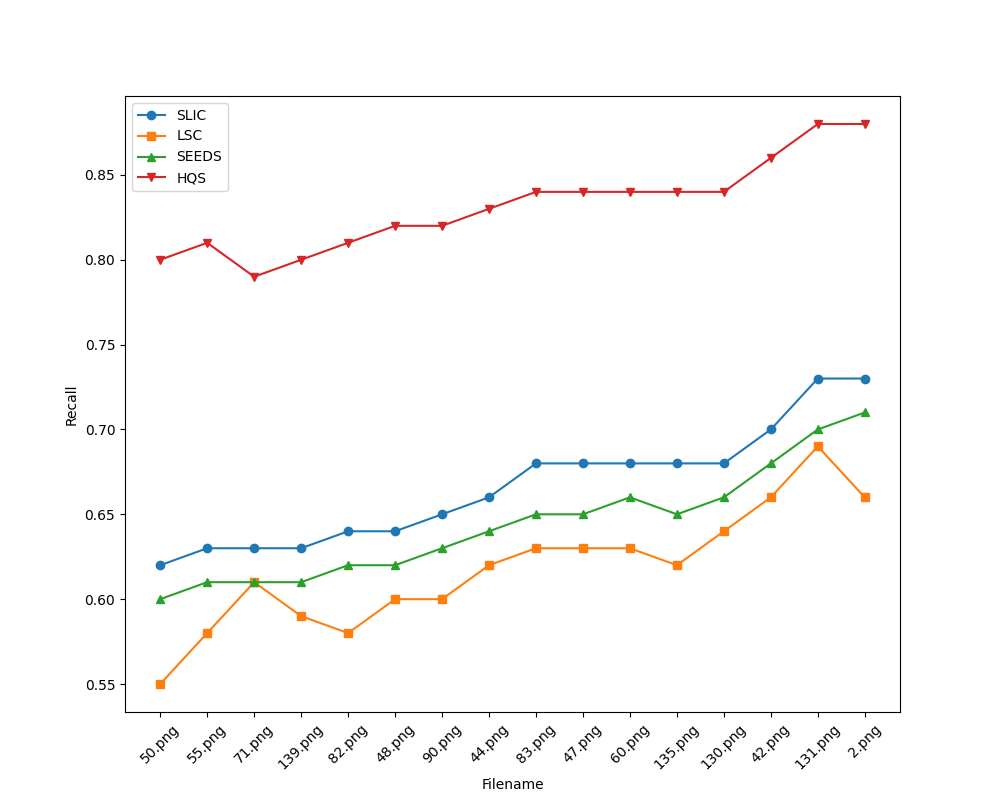 SLIC
LSC
SEEDS
HQS
0.85
0.80
0.75
0.70
0.65
0.60
0.55
Recall
50.png
55.png
71.png
139.png
82.png
48.png
90.png
44.png
83.png
47.png
60.png
135.png
130.png
42.png
131.png
2.png
Filename